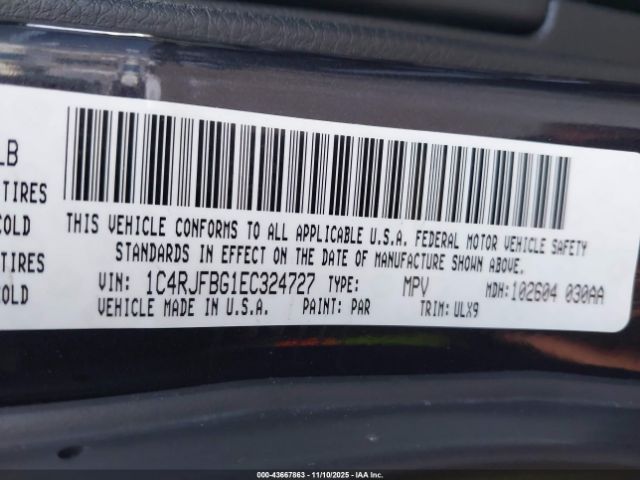 LB
TIRES
COLD
TIRES
COLD
THIS VEHICLE CONFORMS TO ALL APPLICABLE U.S.A. FEDERAL MOTOR VEHICLE SAFETY
STANDARDS IN EFFECT ON THE DATE OF MANUFACTURE SHOWN ABOVE.
VIN: 1C4RJFBG1EC324727 TYPE: MPV MDH:102604 030AA
VEHICLE MADE IN U.S.A. PAINT: PAR TRIM: ULX9
000-43667863 - 11/10/2025 - IAA Inc.